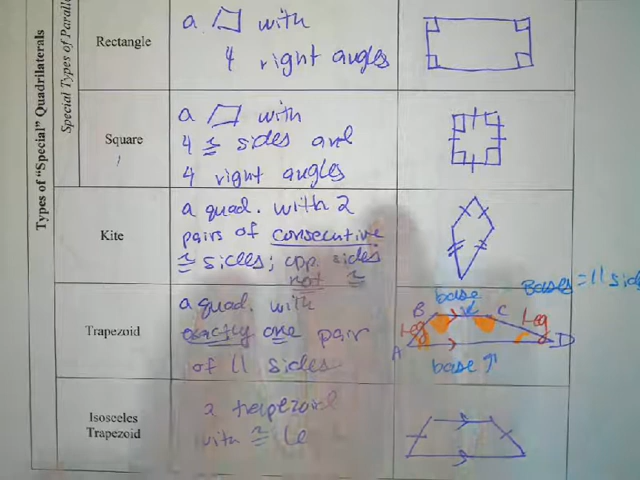 Types of "Special" Quadrilaterals
Special Types of Paralle
Rectangle
a ▱ with
4 right angles
Square
a ▱ with
4 ≅ sides and
4 right angles
Kite
a quad. with 2
pairs of consecutive
≅ sides; opp. sides
not ≅
Trapezoid
a quad. with
exactly one pair
of || sides
Bases = || sid
base
B
C
Leg
Leg
A
D
base
Isosceles
Trapezoid
a trapezoid
with ≅ le